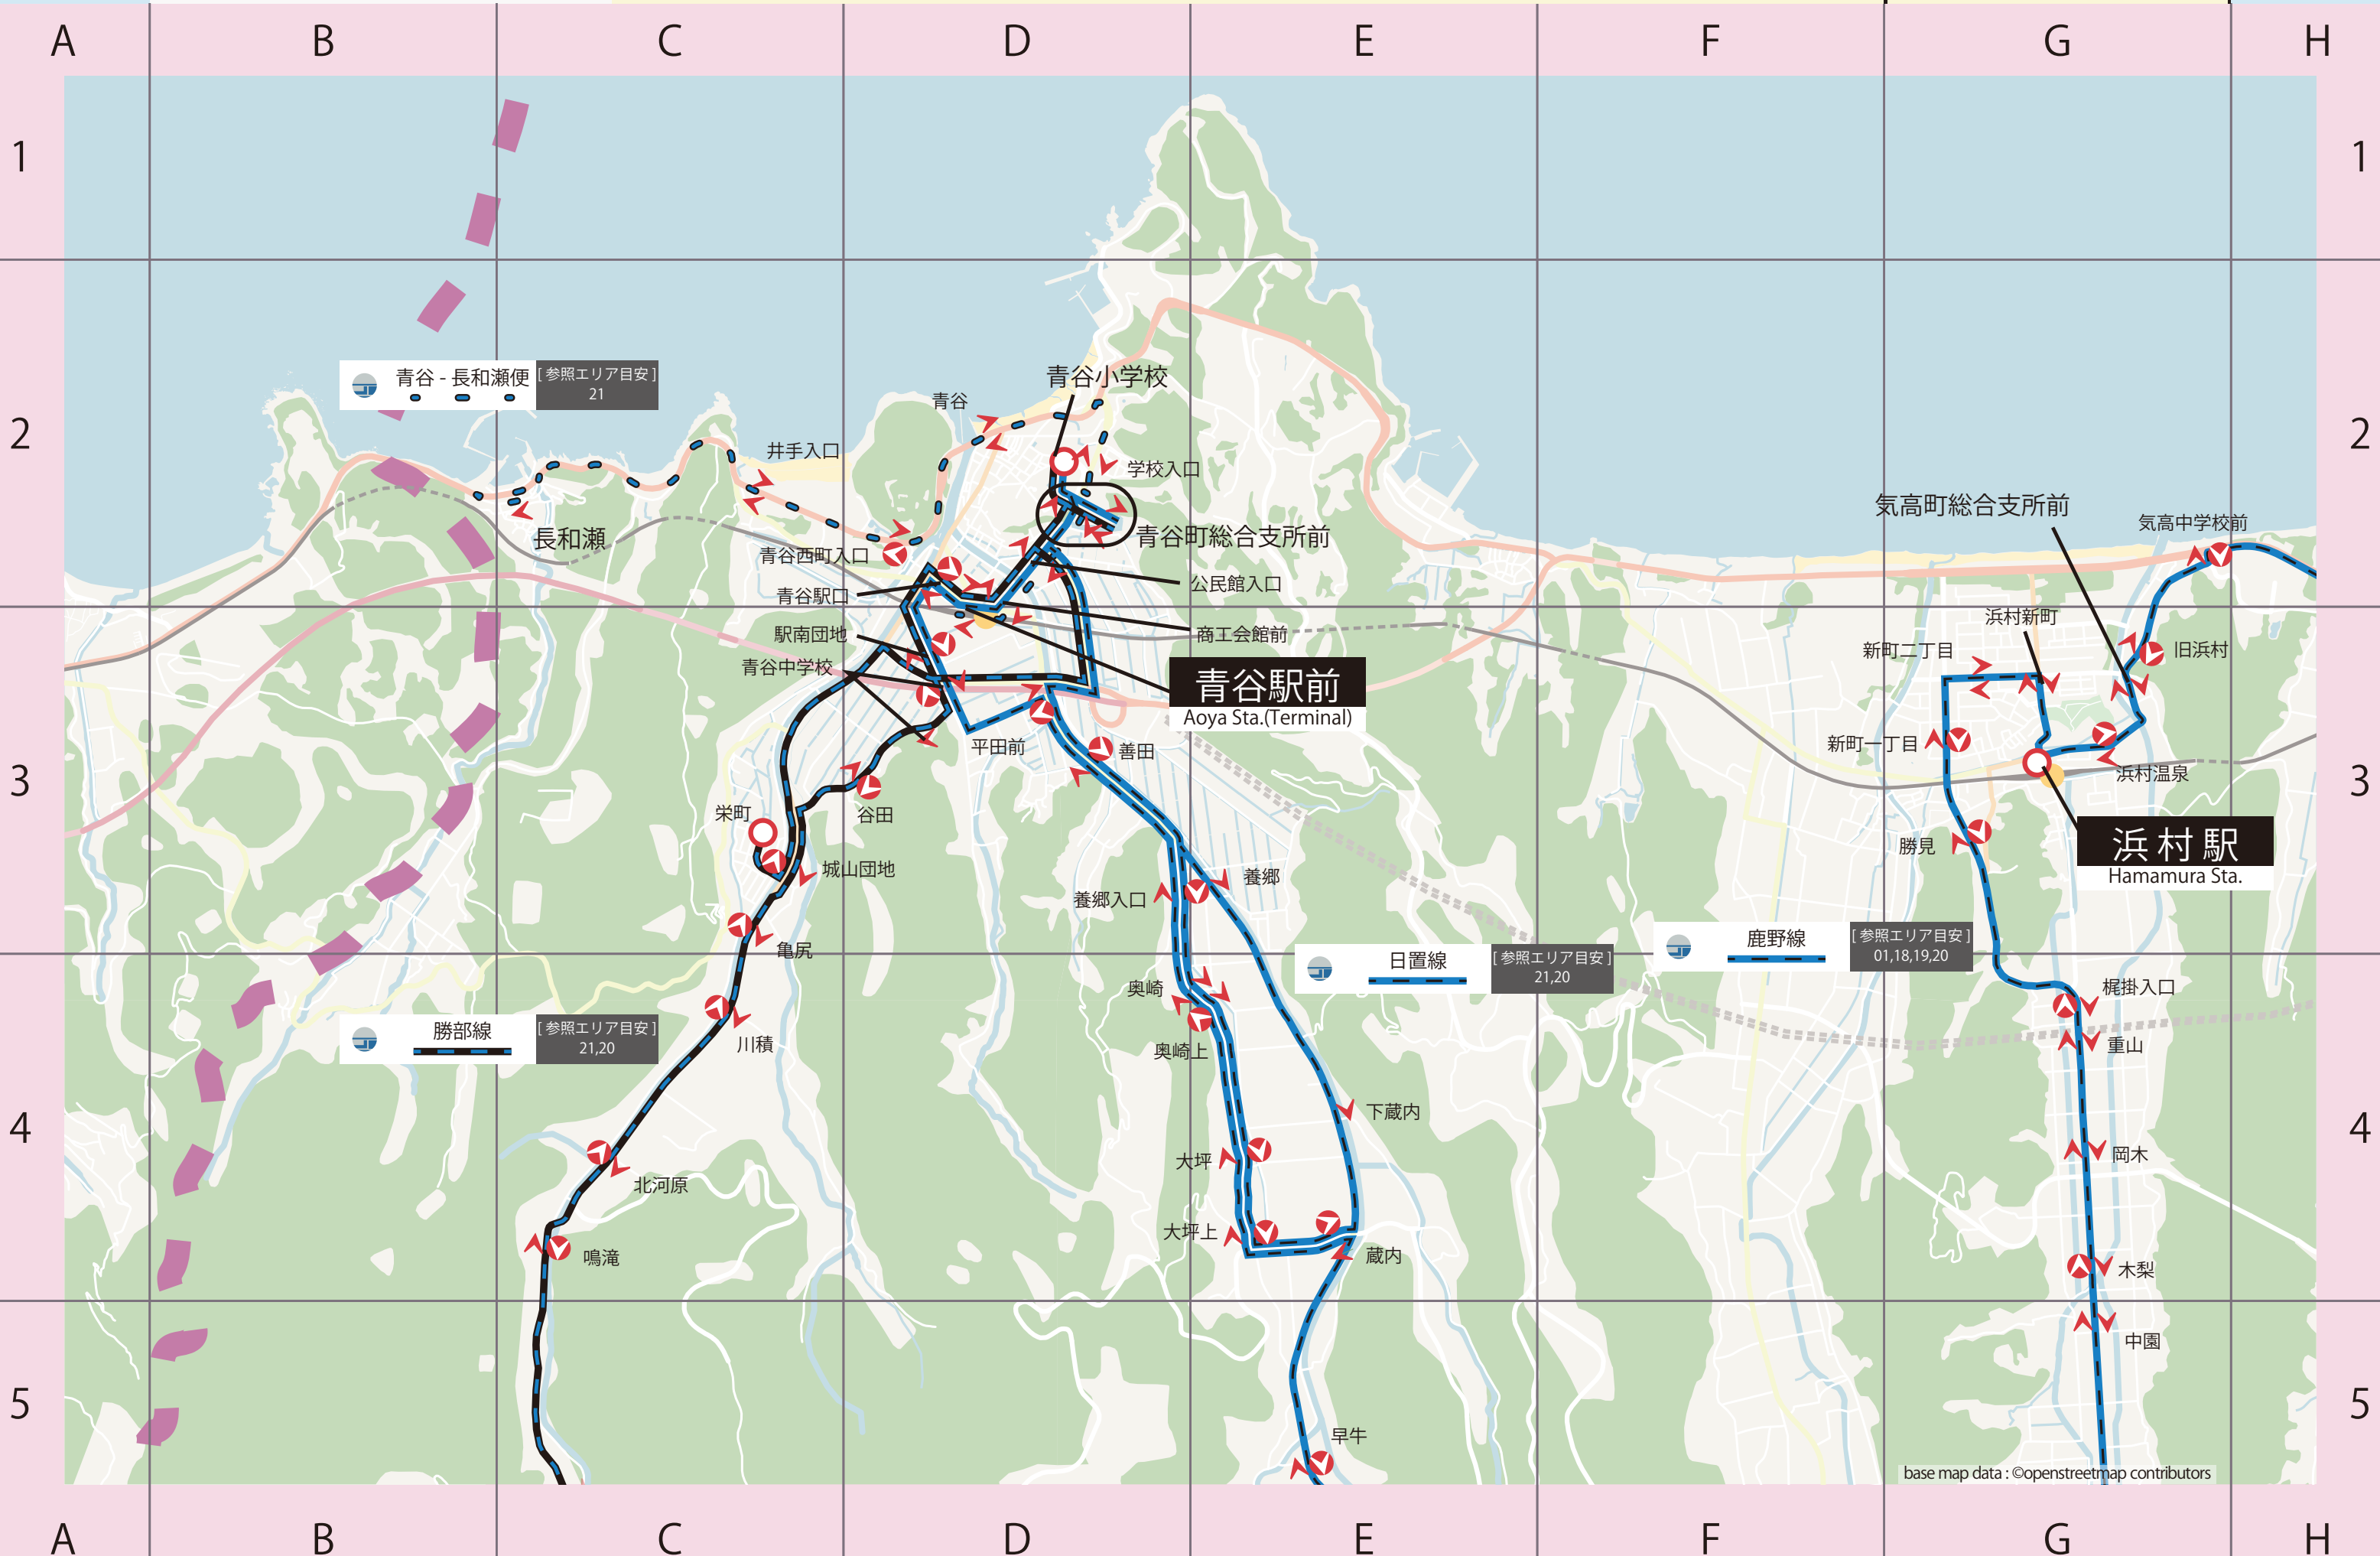 A B C D E F G H
1 1
青谷 - 長和瀬便
[ 参照エリア目安 ]
21
青谷小学校
2 2
青谷
井手入口
学校入口
気高町総合支所前
気高中学校前
長和瀬
青谷町総合支所前
青谷西町入口
公民館入口
青谷駅口
浜村新町
駅南団地
商工会館前
新町二丁目
旧浜村
青谷中学校
青谷駅前
Aoya Sta.(Terminal)
平田前
善田
新町一丁目
浜村温泉
3 3
栄町
谷田
勝見
浜村駅
Hamamura Sta.
城山団地
養郷
養郷入口
亀尻
日置線
[ 参照エリア目安 ]
21,20
鹿野線
[ 参照エリア目安 ]
01,18,19,20
奥崎
梶掛入口
勝部線
[ 参照エリア目安 ]
21,20
川積
奥崎上
重山
4 4
下蔵内
大坪
岡木
北河原
大坪上
鳴滝
蔵内
木梨
中園
5 5
早牛
base map data : ©openstreetmap contributors
A B C D E F G H